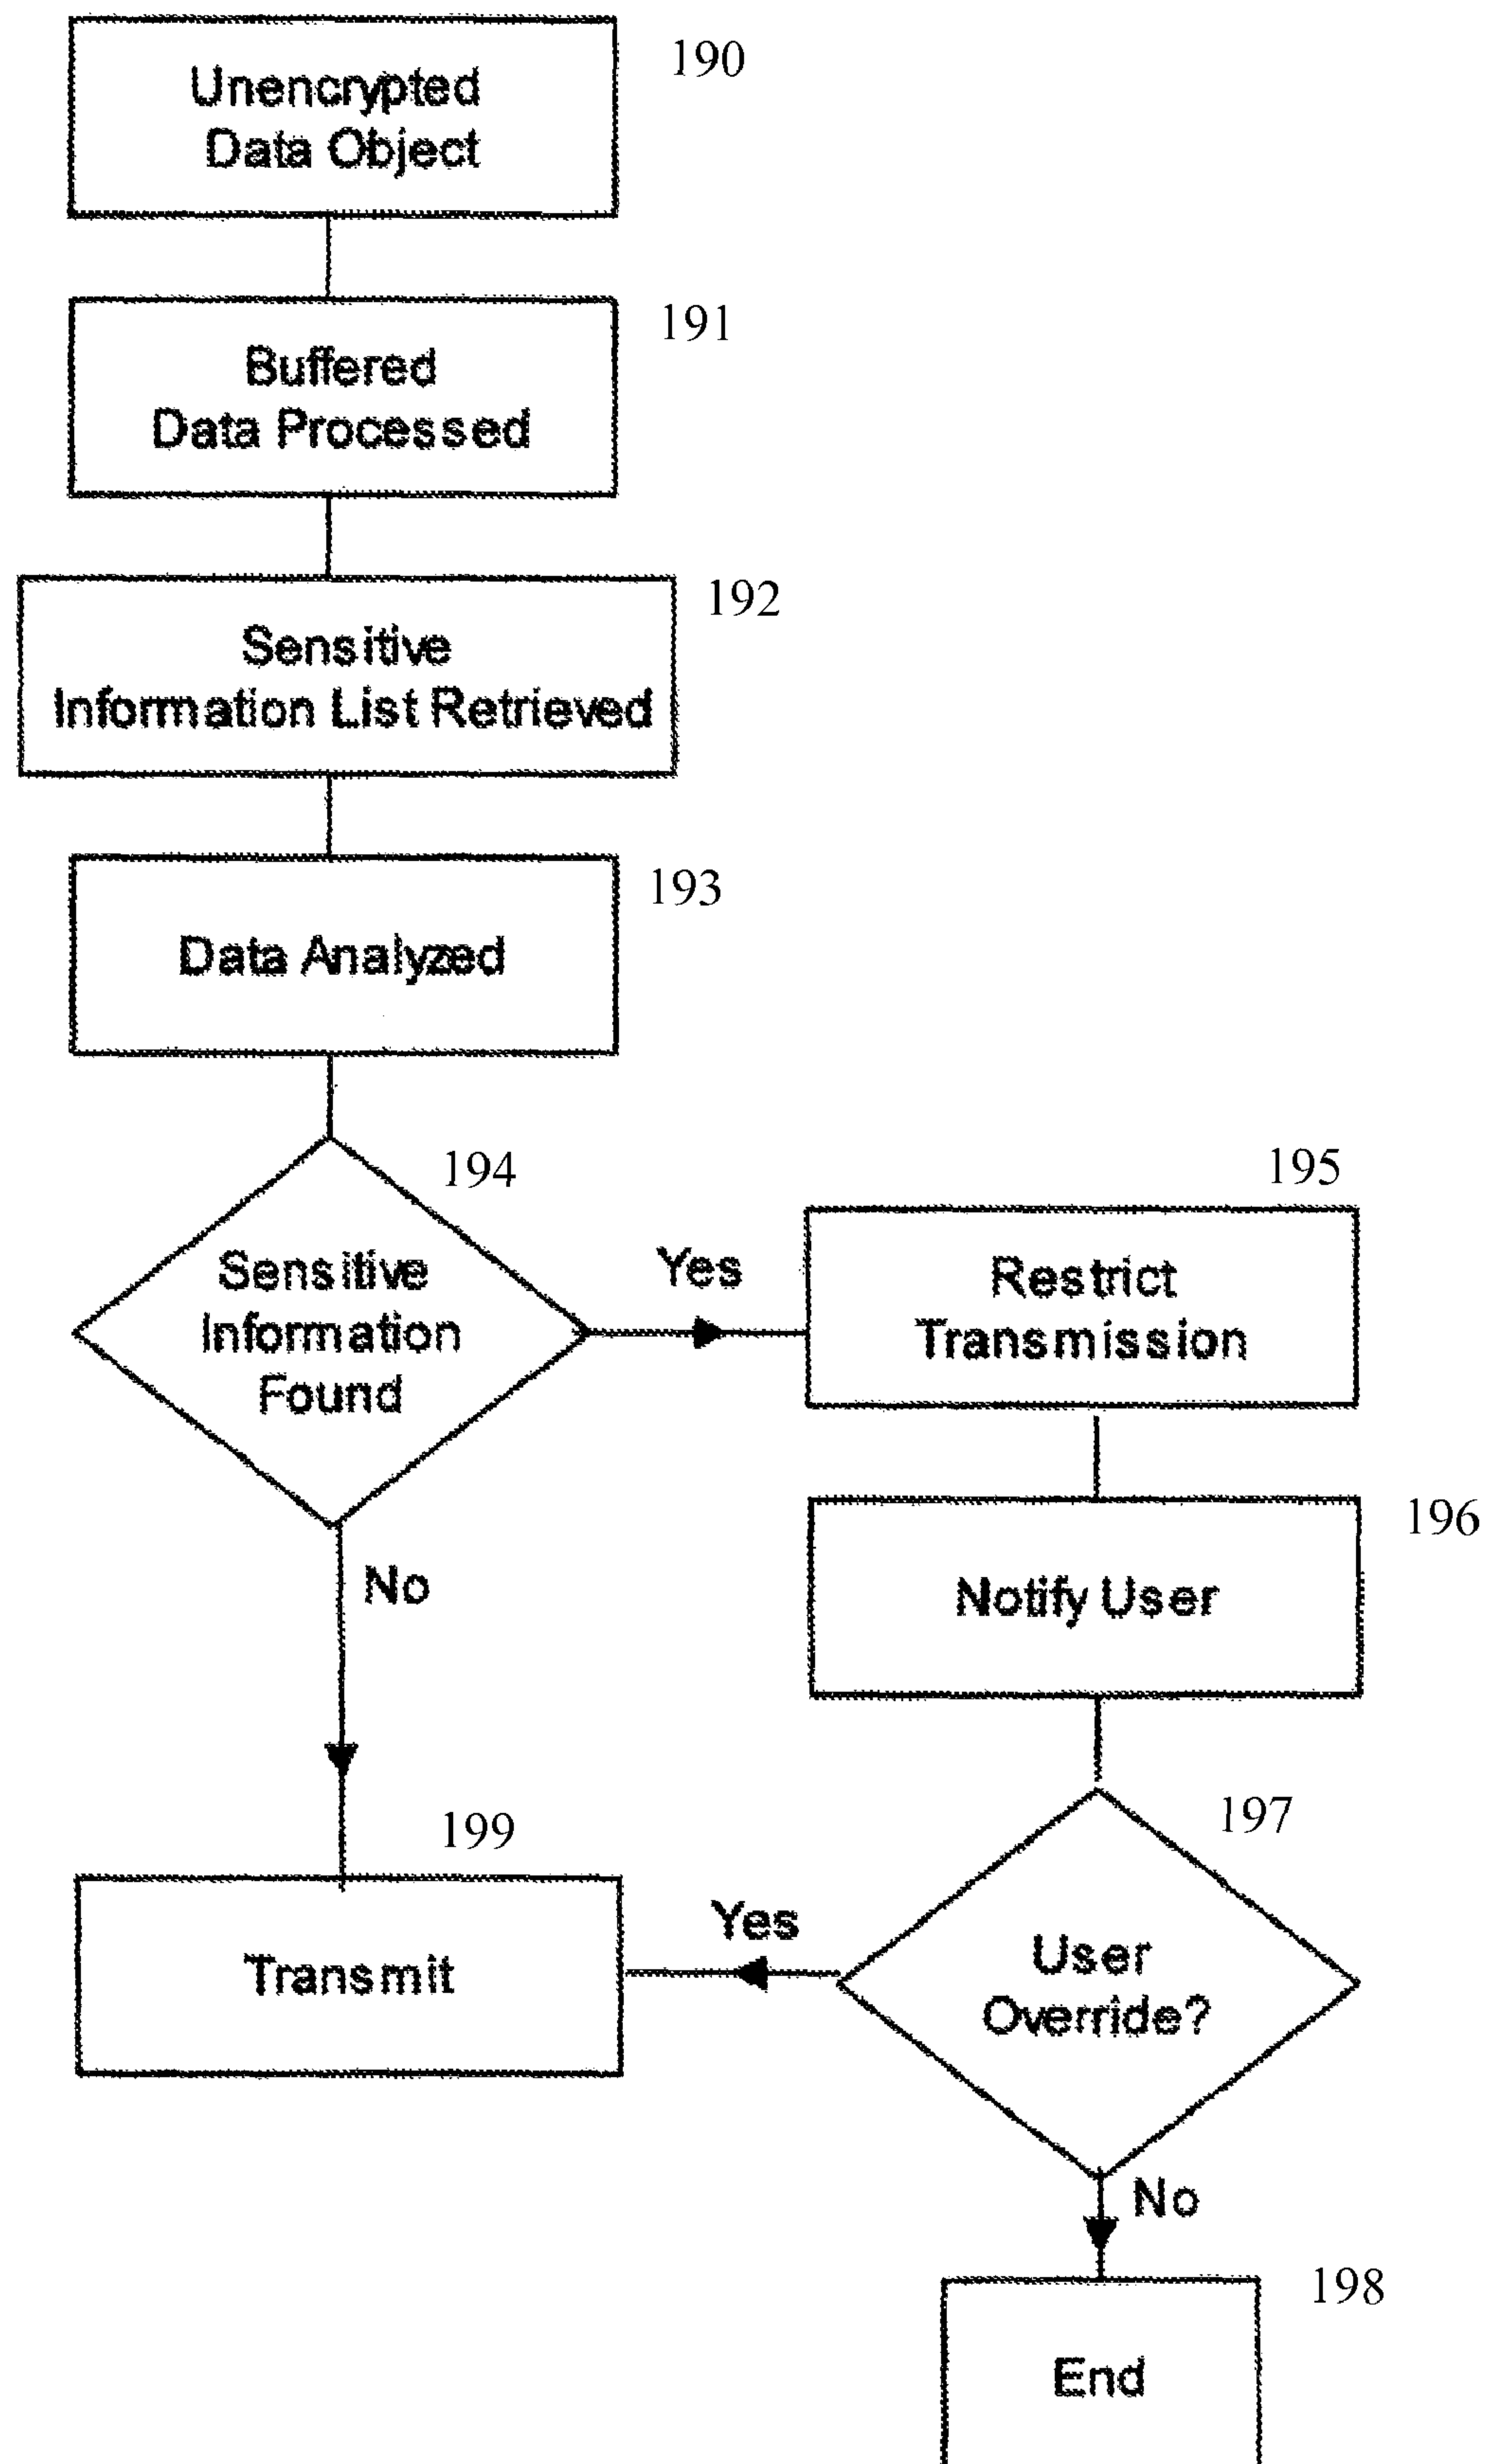 Unencrypted
Data Object
190
Buffered
Data Processed
191
Sensitive
Information List Retrieved
192
Data Analyzed
193
Sensitive
Information
Found
194
Yes
Restrict
Transmission
195
Notify User
196
No
User
Override?
197
Yes
Transmit
199
No
End
198